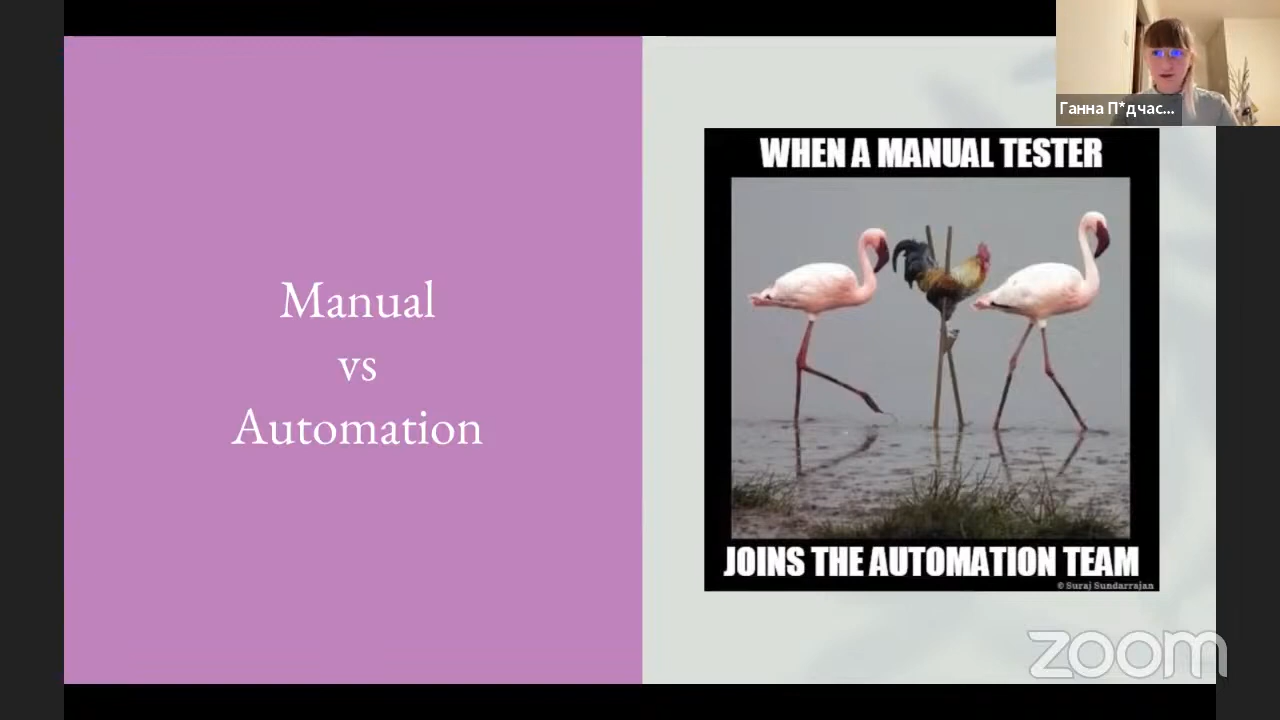 Manual
vs
Automation
Ганна П*дчас...
WHEN A MANUAL TESTER
JOINS THE AUTOMATION TEAM
© Suraj Sundarrajan
zoom